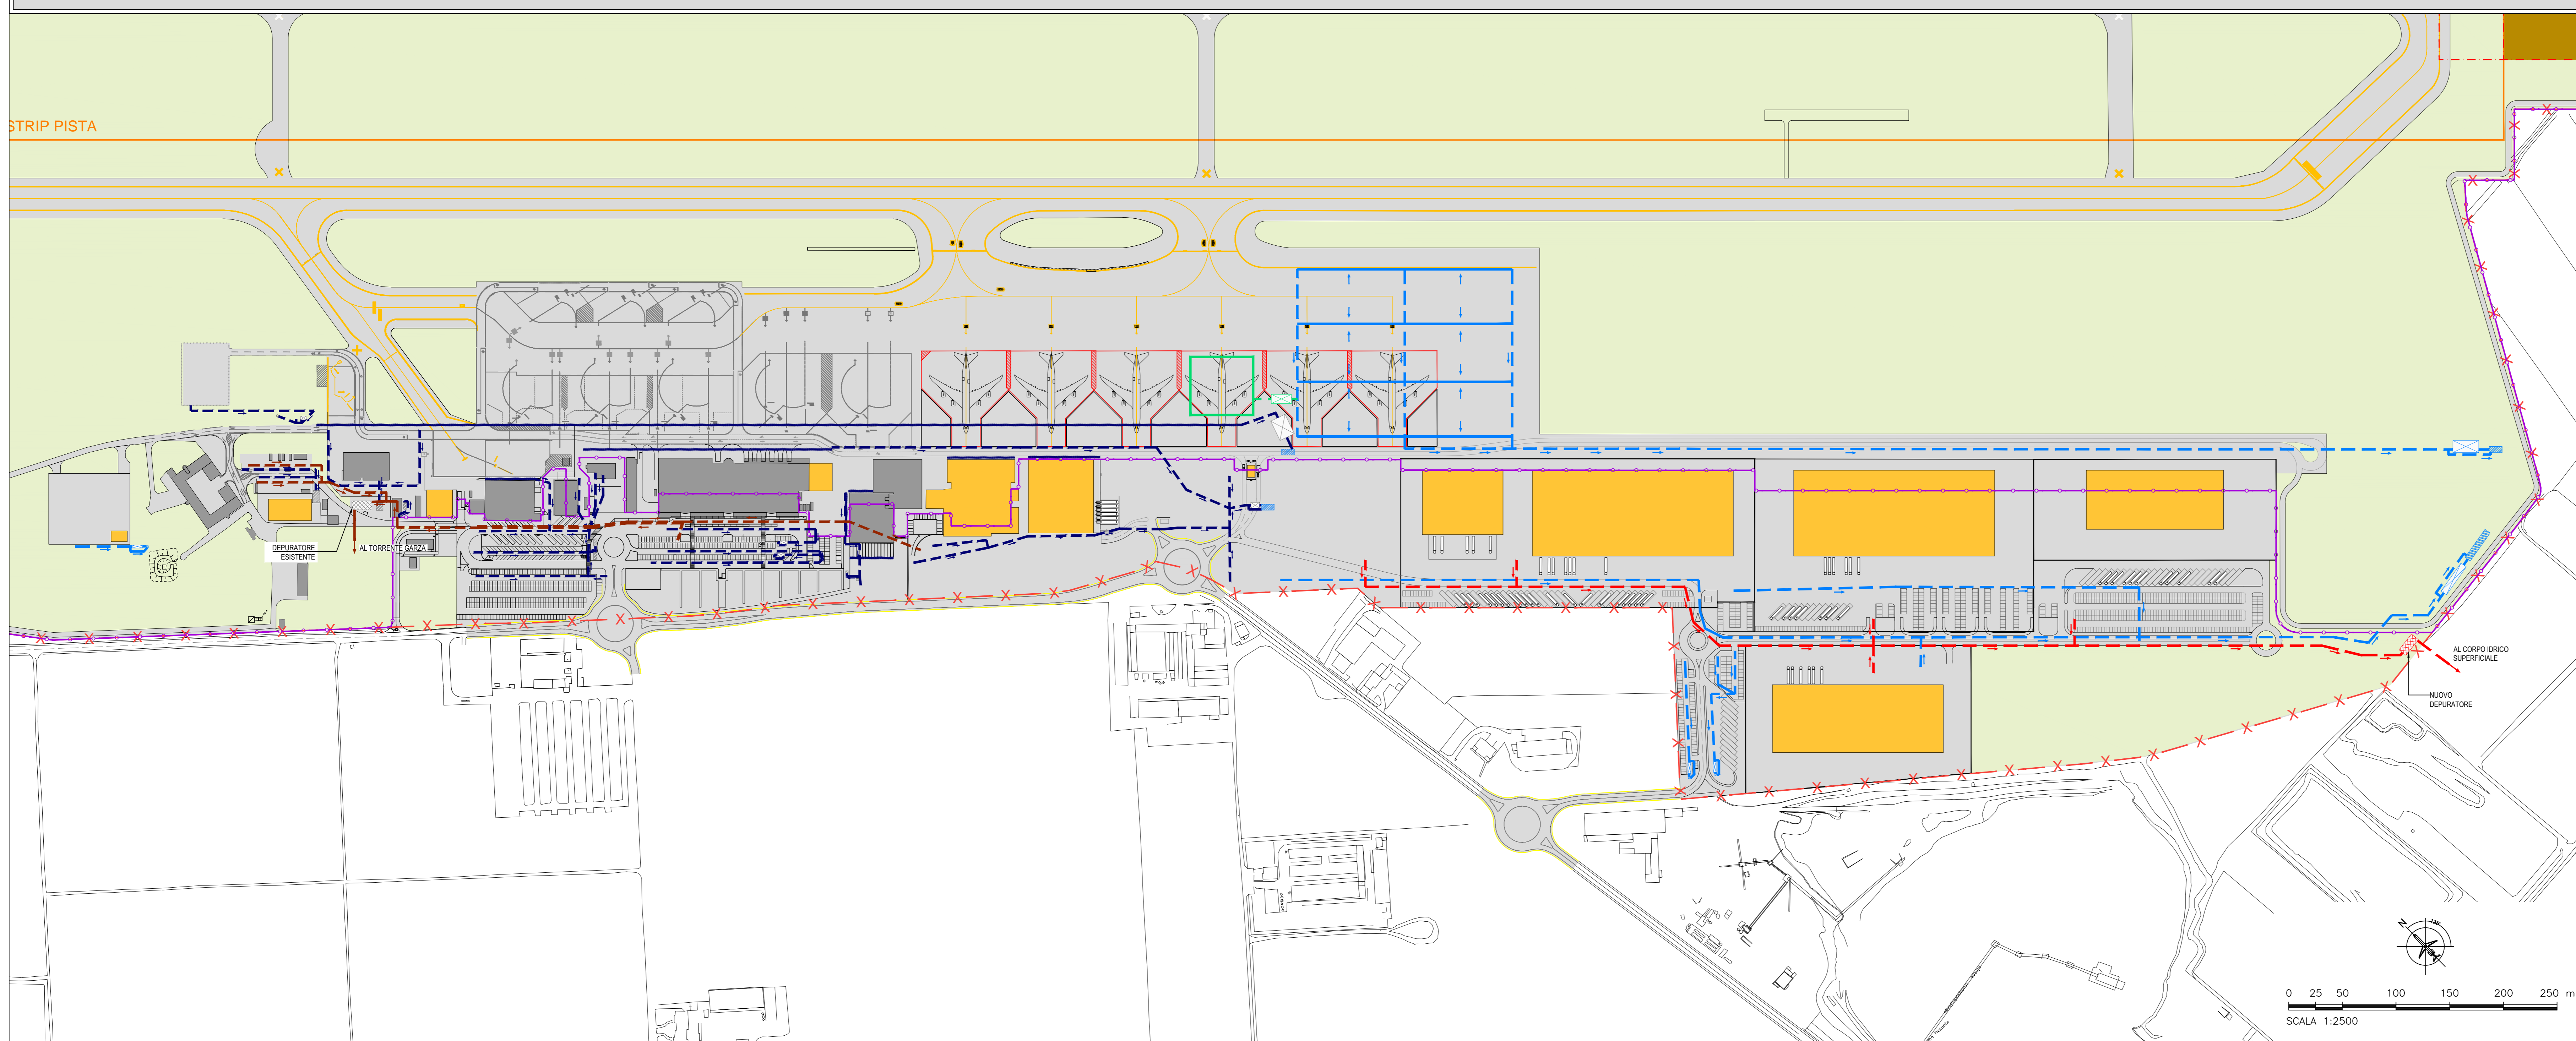 STRIP PISTA
DEPURATORE
ESISTENTE
AL TORRENTE GARZA
AL CORPO IDRICO
SUPERFICIALE
NUOVO
DEPURATORE
N
0 25 50 100 150 200 250 m
SCALA 1:2500